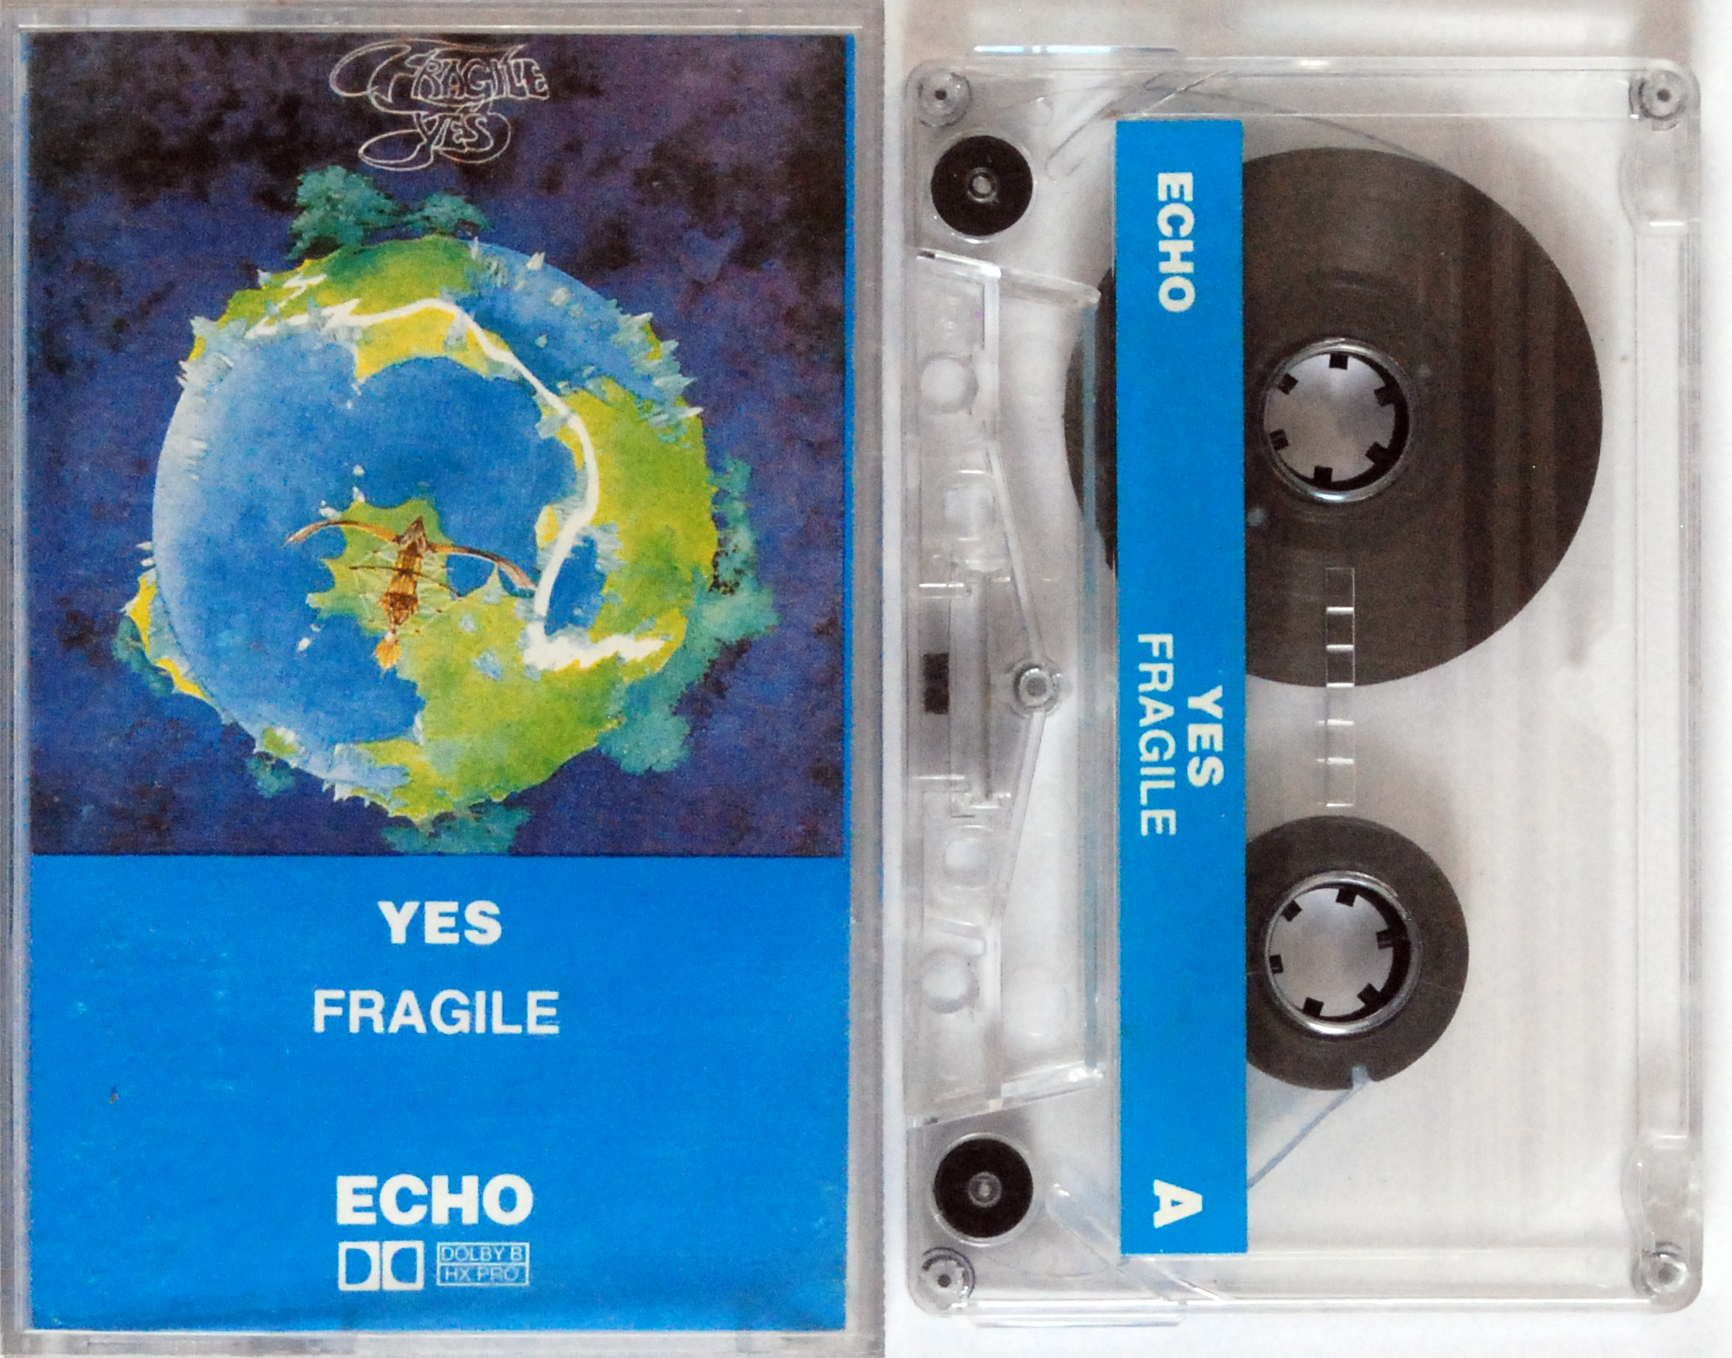 FRAGILE
YES
YES
FRAGILE
ECHO
DOLBY B
HX PRO
ECHO
YES
FRAGILE
A